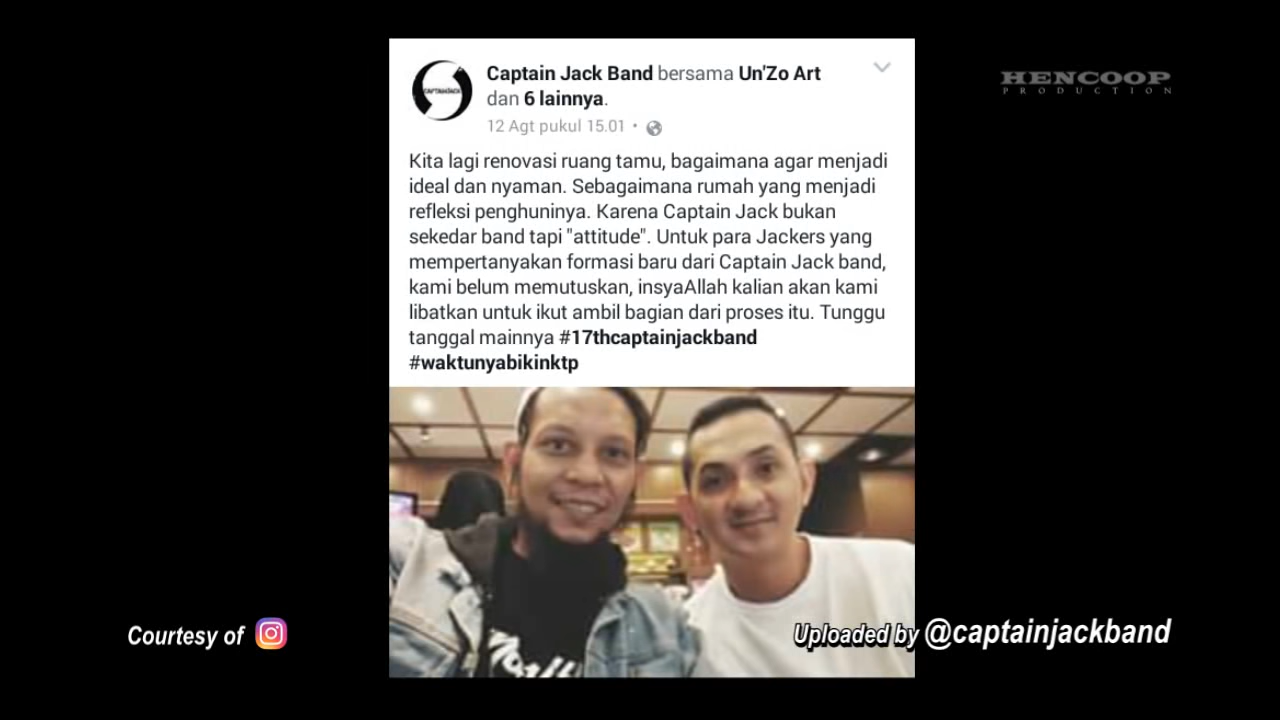 Captain Jack Band bersama Un'Zo Art
dan 6 lainnya.
12 Agt pukul 15.01 •
CAPTAINJACK
HENCOOP
PRODUCTION
Kita lagi renovasi ruang tamu, bagaimana agar menjadi
ideal dan nyaman. Sebagaimana rumah yang menjadi
refleksi penghuninya. Karena Captain Jack bukan
sekedar band tapi "attitude". Untuk para Jackers yang
mempertanyakan formasi baru dari Captain Jack band,
kami belum memutuskan, insyaAllah kalian akan kami
libatkan untuk ikut ambil bagian dari proses itu. Tunggu
tanggal mainnya #17thcaptainjackband
#waktunyabikinktp
Courtesy of
Uploaded by @captainjackband